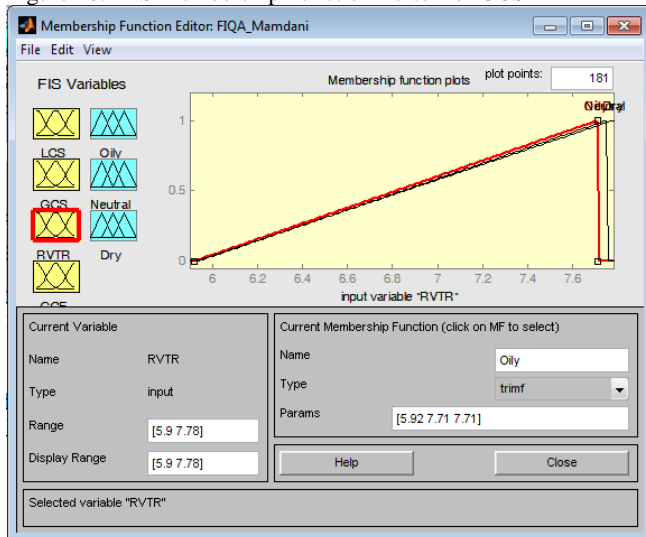 Membership Function Editor: FIQA_Mamdani
File Edit View
FIS Variables
Membership function plots
plot points:
181
LCS
Oily
GCS
Neutral
RVTR
Dry
1
0.5
0
6 6.2 6.4 6.6 6.8 7 7.2 7.4 7.6
input variable "RVTR"
Current Variable
Name RVTR
Type input
Range [5.9 7.78]
Display Range [5.9 7.78]
Current Membership Function (click on MF to select)
Name Oily
Type trimf
Params [5.92 7.71 7.71]
Help Close
Selected variable "RVTR"